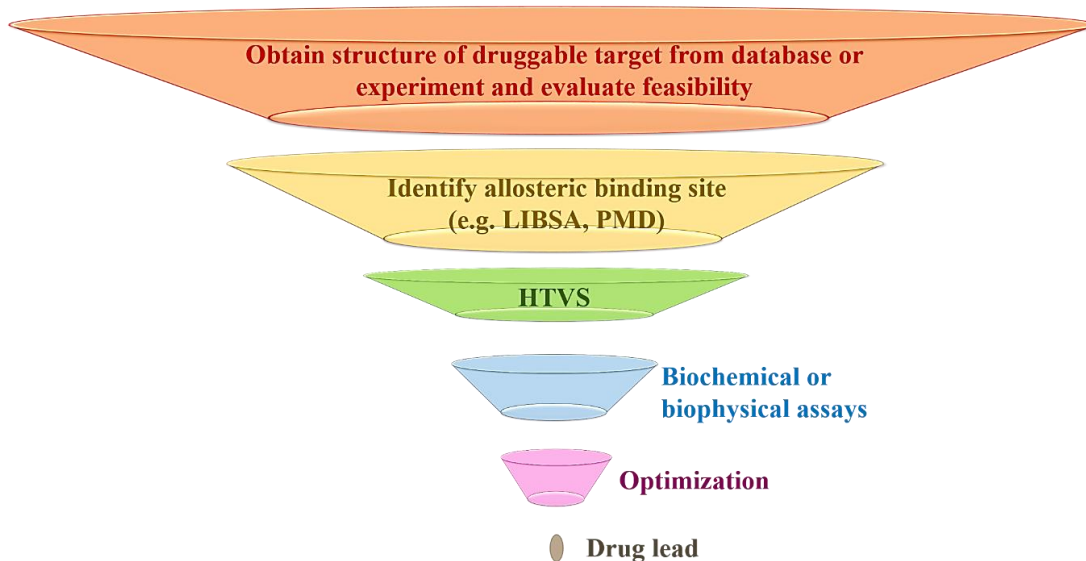 Obtain structure of druggable target from database or
experiment and evaluate feasibility
Identify allosteric binding site
(e.g. LIBSA, PMD)
HTVS
Biochemical or
biophysical assays
Optimization
Drug lead